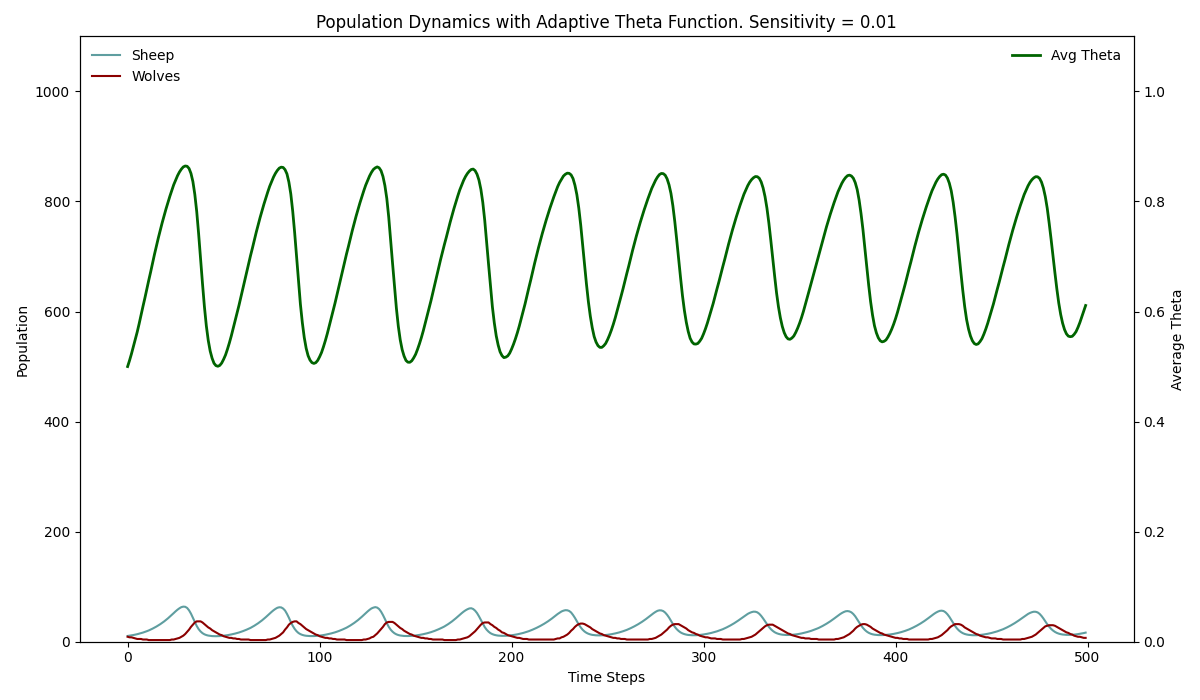 Population Dynamics with Adaptive Theta Function. Sensitivity = 0.01
Sheep
Wolves
Avg Theta
1000
800
600
400
200
0
Population
1.0
0.8
0.6
0.4
0.2
0.0
Average Theta
0
100
200
300
400
500
Time Steps